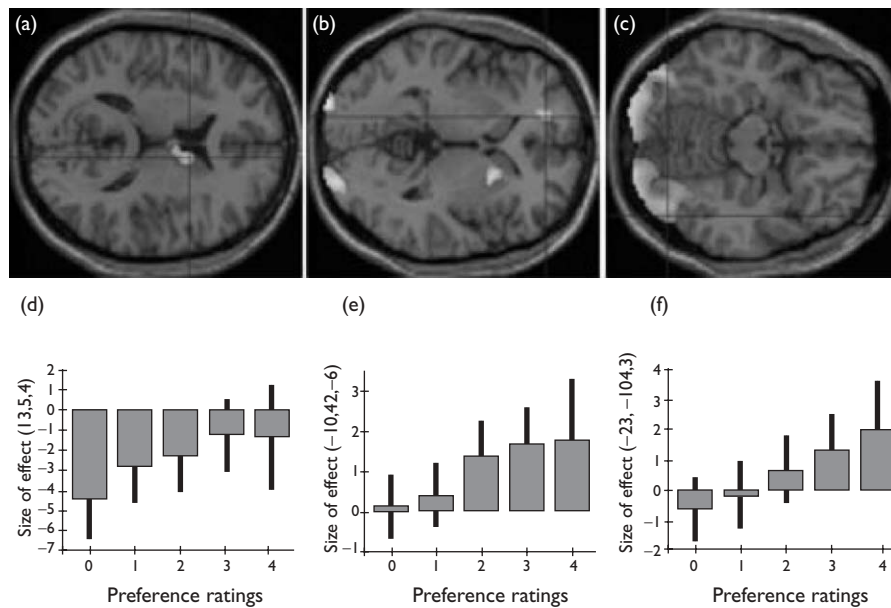 (a)
(b)
(c)
(d)
(e)
(f)
Size of effect (13,5,4)
2
1
0
−1
−2
−3
−4
−5
−6
−7
0 1 2 3 4
Preference ratings
Size of effect (−10,42,−6)
3
2
1
0
−1
0 1 2 3 4
Preference ratings
Size of effect (−23, −104,3)
4
3
2
1
0
−1
−2
0 1 2 3 4
Preference ratings